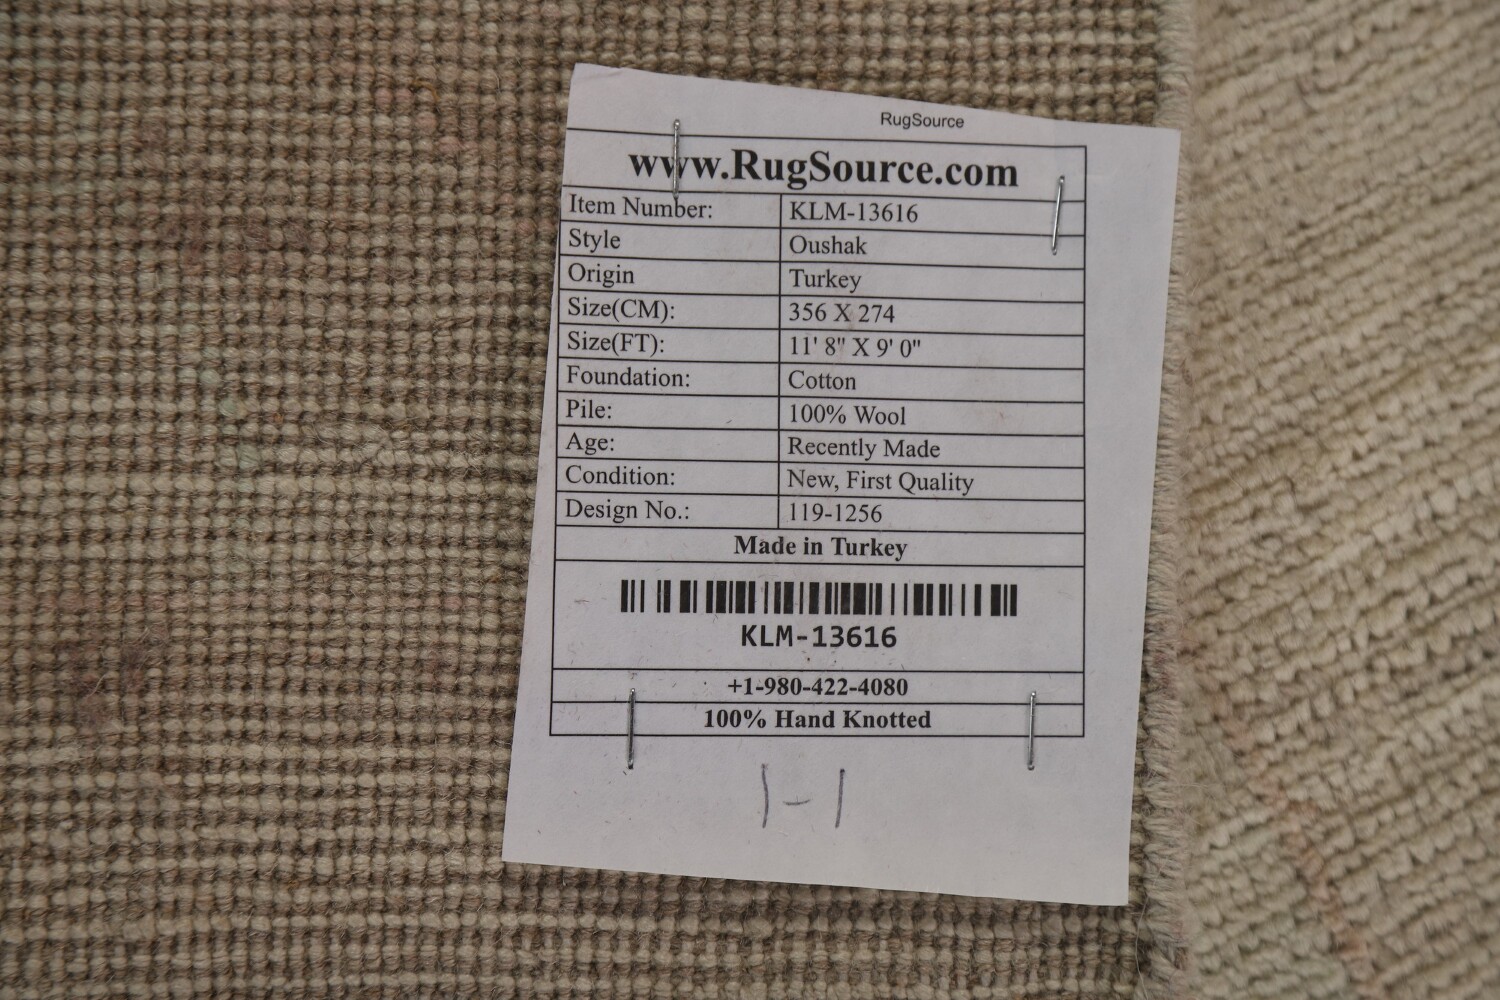 RugSource
www.RugSource.com
Item Number: KLM-13616
Style Oushak
Origin Turkey
Size(CM): 356 X 274
Size(FT): 11' 8" X 9' 0"
Foundation: Cotton
Pile: 100% Wool
Age: Recently Made
Condition: New, First Quality
Design No.: 119-1256
Made in Turkey
KLM-13616
+1-980-422-4080
100% Hand Knotted
1-1